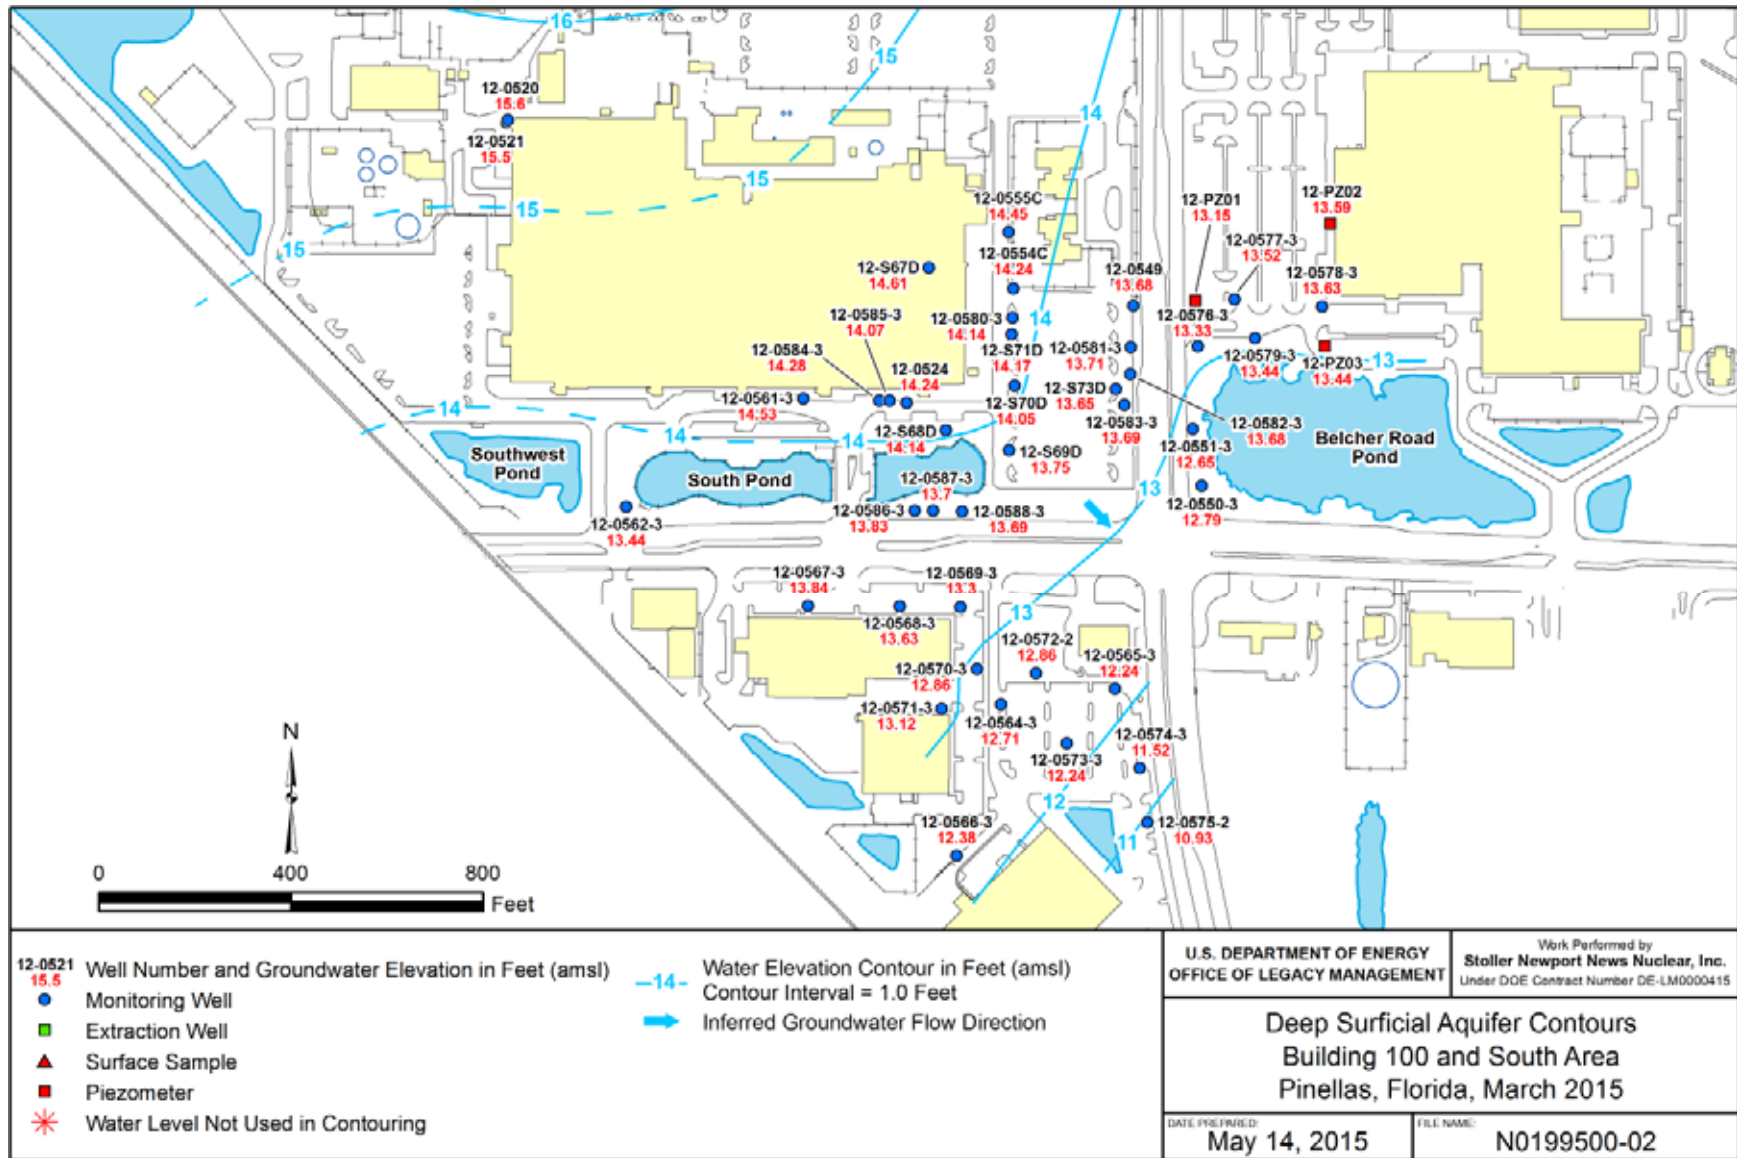 16
15
14
12-0520
15.6
12-0521
15.5
15
15
15
12-0555C
14.45
12-0554C
14.24
12-PZ01
13.15
12-PZ02
13.59
12-0577-3
13.52
12-0578-3
13.63
12-0549
13.68
12-S67D
14.61
12-0585-3
14.07
12-0580-3
14.14
14
12-0576-3
13.33
12-0584-3
14.28
12-S71D
14.17
12-0581-3
13.71
12-0579-3
13.44
12-PZ03
13.44
13
12-0524
14.24
12-0561-3
14.53
12-S70D
14.05
12-S73D
13.65
12-0583-3
13.69
12-0582-3
13.68
12-0551-3
12.65
Belcher Road
Pond
14
14
14
12-S68D
14.14
12-S69D
13.75
Southwest
Pond
South Pond
12-0587-3
13.7
13
12-0550-3
12.79
12-0562-3
13.44
12-0586-3
13.83
12-0588-3
13.69
12-0567-3
13.84
12-0569-3
13.3
13
12-0568-3
13.63
12-0572-2
12.86
12-0565-3
12.24
12-0570-3
12.86
12-0571-3
13.12
12-0564-3
12.71
12-0573-3
12.24
12-0574-3
11.52
12
12-0566-3
12.38
11
12-0575-2
10.93
N
0 400 800
Feet
12-0521
15.5
Well Number and Groundwater Elevation in Feet (amsl)
Monitoring Well
Extraction Well
Surface Sample
Piezometer
Water Level Not Used in Contouring
-14-
Water Elevation Contour in Feet (amsl)
Contour Interval = 1.0 Feet
Inferred Groundwater Flow Direction
U.S. DEPARTMENT OF ENERGY
OFFICE OF LEGACY MANAGEMENT
Work Performed by
Stoller Newport News Nuclear, Inc.
Under DOE Contract Number DE-LM0000415
Deep Surficial Aquifer Contours
Building 100 and South Area
Pinellas, Florida, March 2015
DATE PREPARED:
May 14, 2015
FILE NAME:
N0199500-02